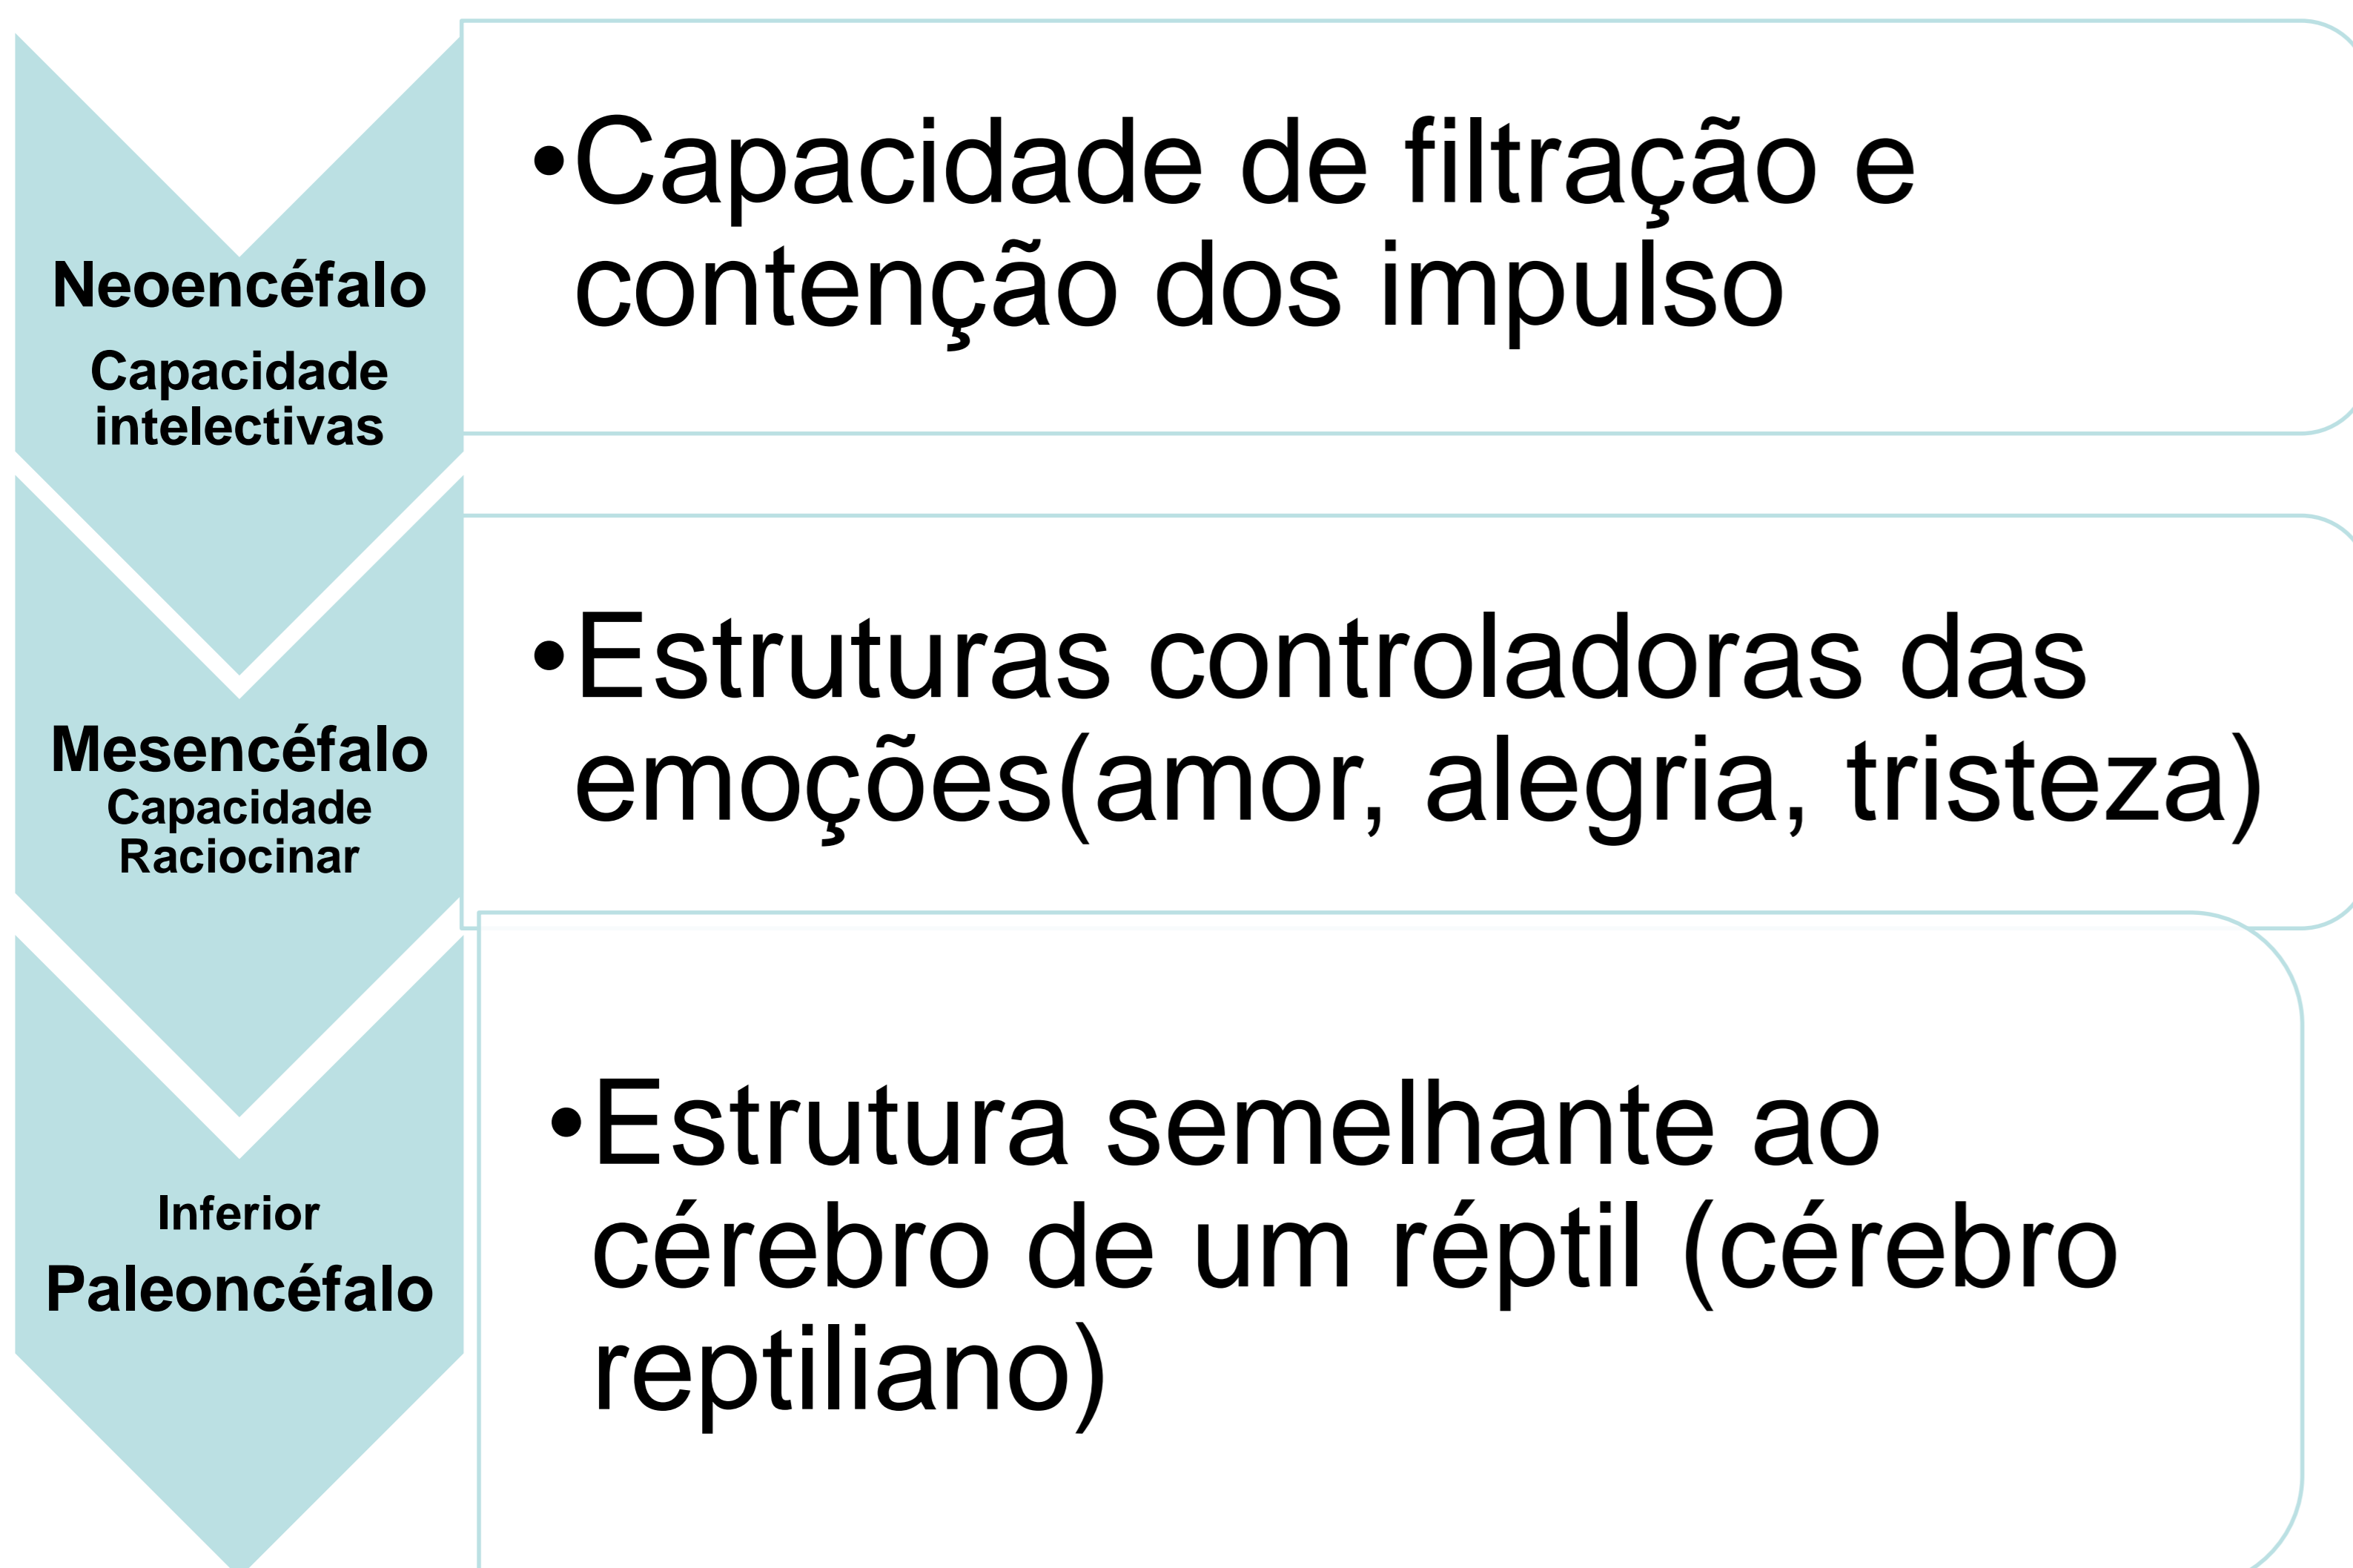 Neoencéfalo
Capacidade
intelectivas
•Capacidade de filtração e
contenção dos impulso
Mesencéfalo
Capacidade
Raciocinar
•Estruturas controladoras das
emoções(amor, alegria, tristeza)
Inferior
Paleoncéfalo
•Estrutura semelhante ao
cérebro de um réptil (cérebro
reptiliano)